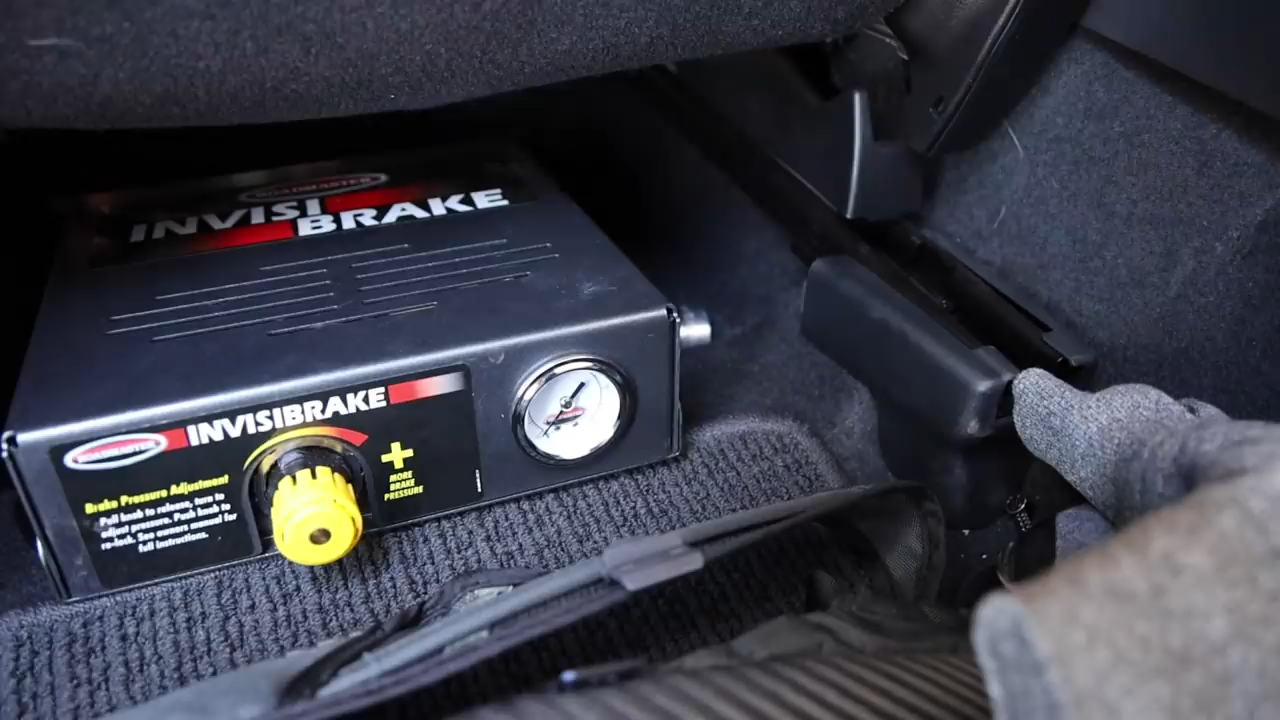 ROADMASTER
INVISI
BRAKE
ROADMASTER
INVISIBRAKE
Brake Pressure Adjustment
Pull knob to release, turn to
adjust pressure. Push knob to
re-lock. See owners manual for
full instructions.
+
MORE
BRAKE
PRESSURE